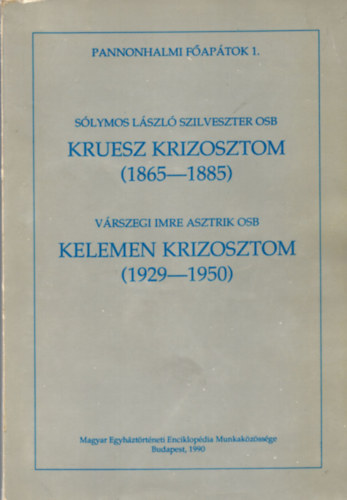 PANNONHALMI FŐAPÁTOK 1.
SÓLYMOS LÁSZLÓ SZILVESZTER OSB
KRUESZ KRIZOSZTOM
(1865—1885)
VÁRSZEGI IMRE ASZTRIK OSB
KELEMEN KRIZOSZTOM
(1929—1950)
Magyar Egyháztörténeti Enciklopédia Munkaközössége
Budapest, 1990